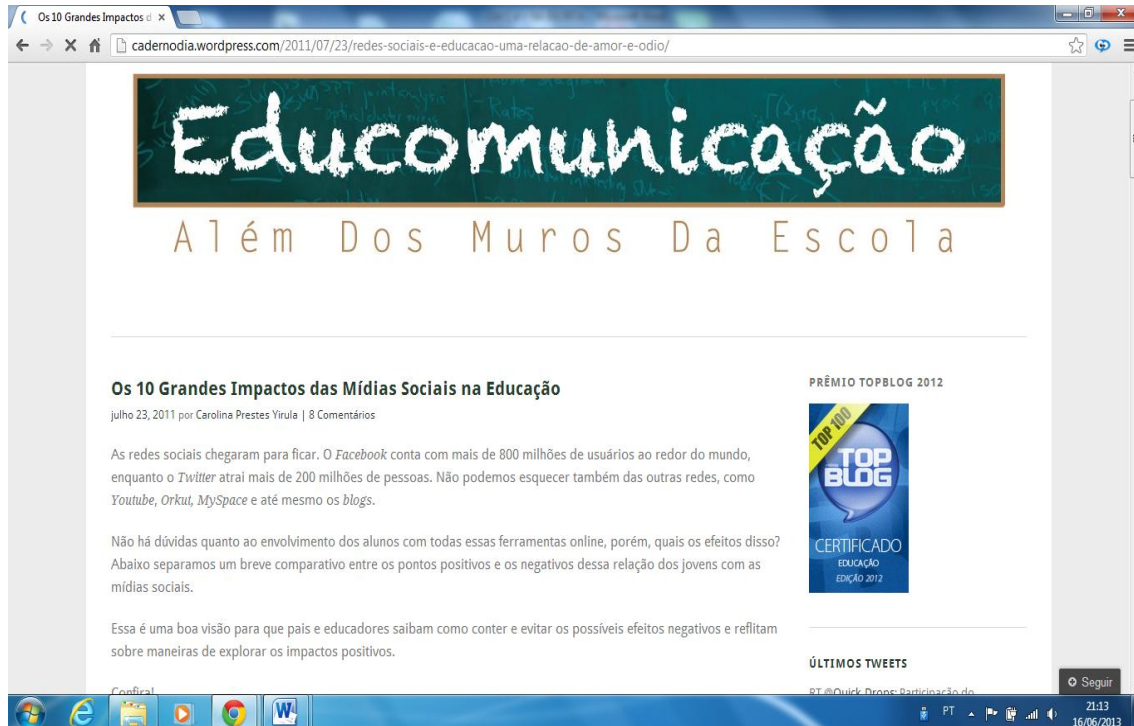 Os 10 Grandes Impactos d
cadernodia.wordpress.com/2011/07/23/redes-sociais-e-educacao-uma-relacao-de-amor-e-odio/
Educomunicação
Além Dos Muros Da Escola
Os 10 Grandes Impactos das Mídias Sociais na Educação
julho 23, 2011 por Carolina Prestes Yirula | 8 Comentários
As redes sociais chegaram para ficar. O Facebook conta com mais de 800 milhões de usuários ao redor do mundo,
enquanto o Twitter atrai mais de 200 milhões de pessoas. Não podemos esquecer também das outras redes, como
Youtube, Orkut, MySpace e até mesmo os blogs.
Não há dúvidas quanto ao envolvimento dos alunos com todas essas ferramentas online, porém, quais os efeitos disso?
Abaixo separamos um breve comparativo entre os pontos positivos e os negativos dessa relação dos jovens com as
mídias sociais.
Essa é uma boa visão para que pais e educadores saibam como conter e evitar os possíveis efeitos negativos e reflitam
sobre maneiras de explorar os impactos positivos.
Confira!
PRÊMIO TOPBLOG 2012
TOP 100
TOP
BLOG
CERTIFICADO
EDUCAÇÃO
EDIÇÃO 2012
ÚLTIMOS TWEETS
RT @Quick_Drops: Participação do
Seguir
PT
21:13
16/06/2013